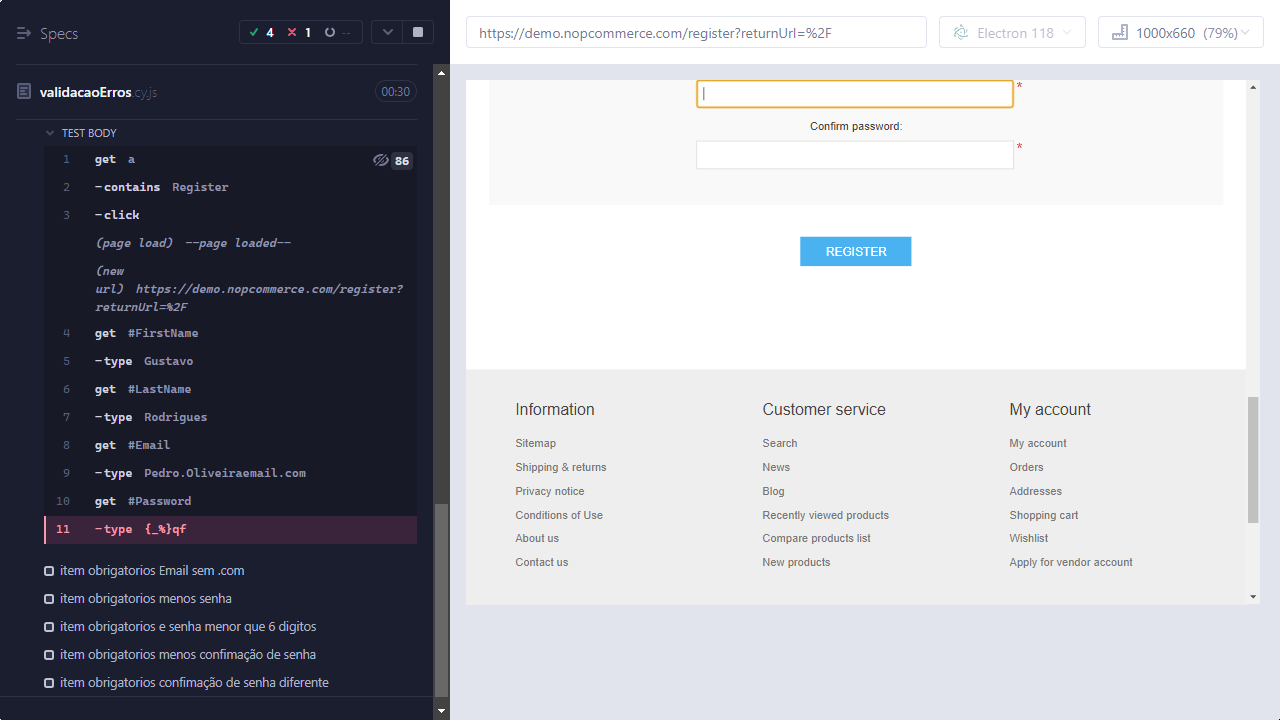 Specs
4
1
--
validacaoErros.cy.js
00:30
TEST BODY
1 get a 86
2 -contains Register
3 -click
(page load) --page loaded--
(new
url) https://demo.nopcommerce.com/register?
returnUrl=%2F
4 get #FirstName
5 -type Gustavo
6 get #LastName
7 -type Rodrigues
8 get #Email
9 -type Pedro.Oliveiraemail.com
10 get #Password
11 -type {_%}qf
item obrigatorios Email sem .com
item obrigatorios menos senha
item obrigatorios e senha menor que 6 digitos
item obrigatorios menos confimação de senha
item obrigatorios confimação de senha diferente
https://demo.nopcommerce.com/register?returnUrl=%2F
Electron 118
1000x660 (79%)
*
Confirm password:
*
REGISTER
Information
Sitemap
Shipping & returns
Privacy notice
Conditions of Use
About us
Contact us
Customer service
Search
News
Blog
Recently viewed products
Compare products list
New products
My account
My account
Orders
Addresses
Shopping cart
Wishlist
Apply for vendor account